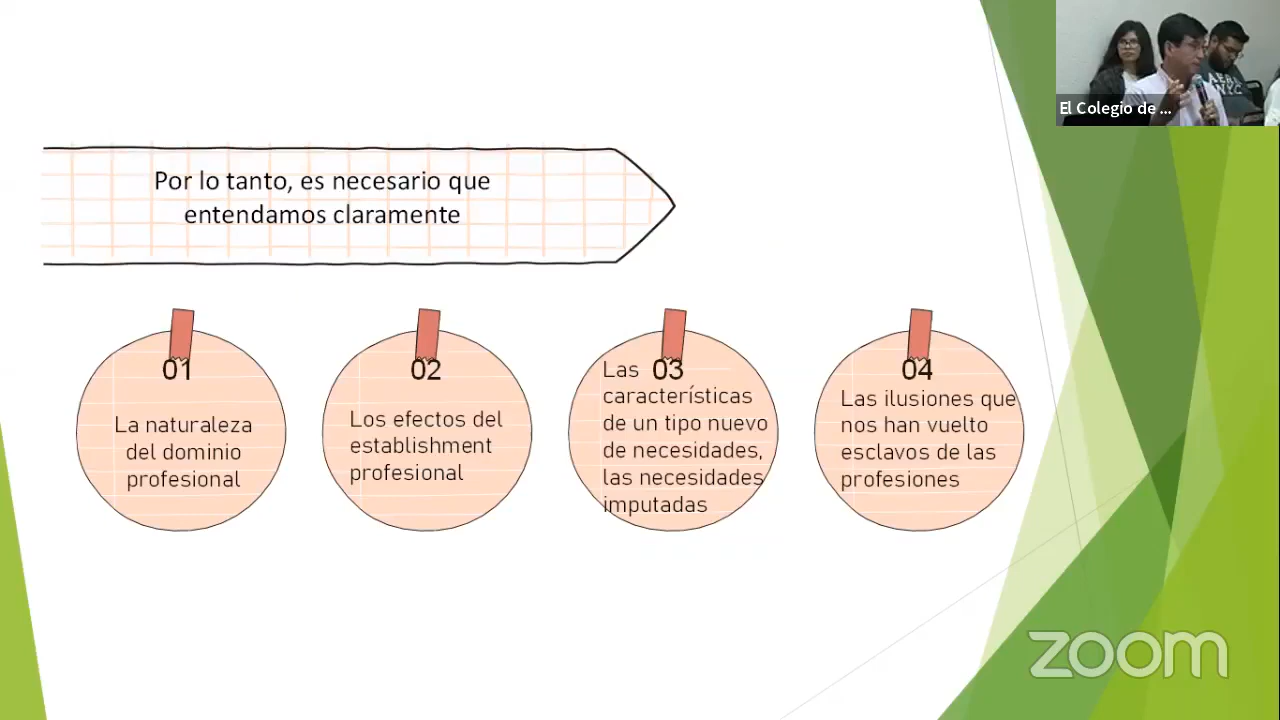 El Colegio de ...
AERO
NYC
Por lo tanto, es necesario que
entendamos claramente
01
La naturaleza
del dominio
profesional
02
Los efectos del
establishment
profesional
03
Las
características
de un tipo nuevo
de necesidades,
las necesidades
imputadas
04
Las ilusiones que
nos han vuelto
esclavos de las
profesiones
zoom